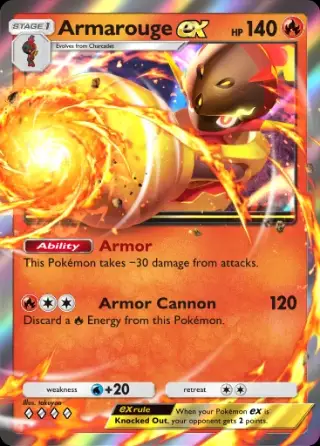 STAGE 1
Armarouge ex
HP 140
Evolves from Charcadet
Ability Armor
This Pokémon takes −30 damage from attacks.
Armor Cannon 120
Discard a Energy from this Pokémon.
Illus. takuyoa
weakness +20 retreat
ex rule When your Pokémon ex is
Knocked Out, your opponent gets 2 points.